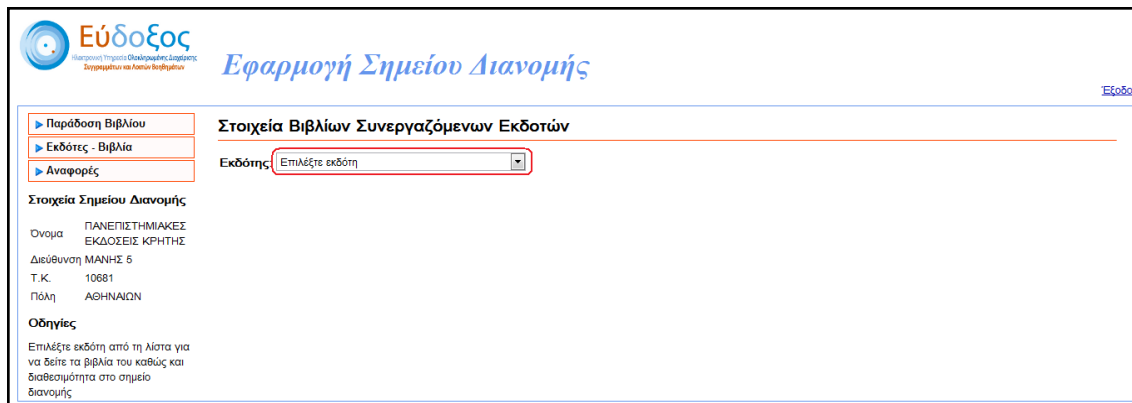 Εύδοξος
Ηλεκτρονική Υπηρεσία Ολοκληρωμένης Διαχείρισης
Συγγραμμάτων και Λοιπών Βοηθημάτων
Εφαρμογή Σημείου Διανομής
Έξοδο
Παράδοση Βιβλίου
Εκδότες - Βιβλία
Αναφορές
Στοιχεία Σημείου Διανομής
Όνομα ΠΑΝΕΠΙΣΤΗΜΙΑΚΕΣ
ΕΚΔΟΣΕΙΣ ΚΡΗΤΗΣ
Διεύθυνση ΜΑΝΗΣ 5
Τ.Κ. 10681
Πόλη ΑΘΗΝΑΙΩΝ
Οδηγίες
Επιλέξτε εκδότη από τη λίστα για
να δείτε τα βιβλία του καθώς και
διαθεσιμότητα στο σημείο
διανομής
Στοιχεία Βιβλίων Συνεργαζόμενων Εκδοτών
Εκδότης: Επιλέξτε εκδότη